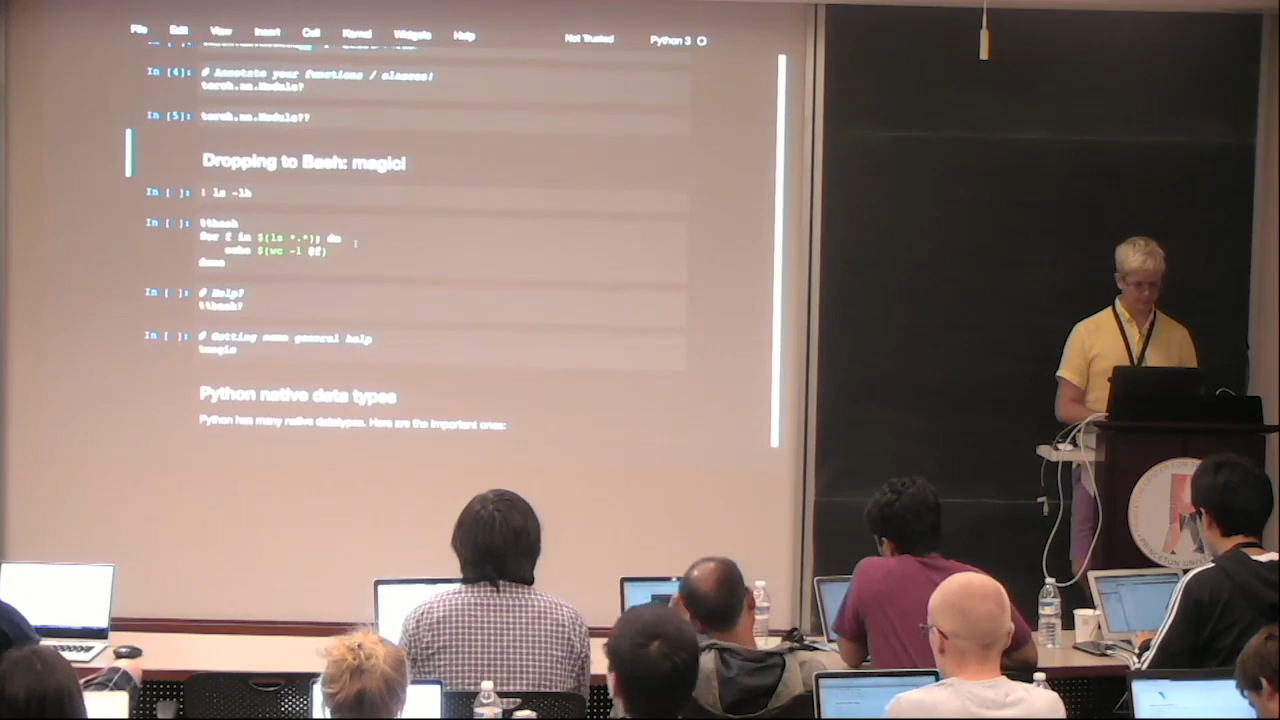 File Edit View Insert Cell Kernel Widgets Help Not Trusted Python 3
In [4]: # Annotate your functions / classes!
torch.nn.Module?
In [5]: torch.nn.Module??
Dropping to Bash: magic!
In [ ]: ! ls -lh
In [ ]: %%bash
for f in $(ls *.*); do
echo $(wc -l $f)
done
In [ ]: # Help?
%%bash?
In [ ]: # Getting some general help
%magic
Python native data types
Python has many native datatypes. Here are the important ones: